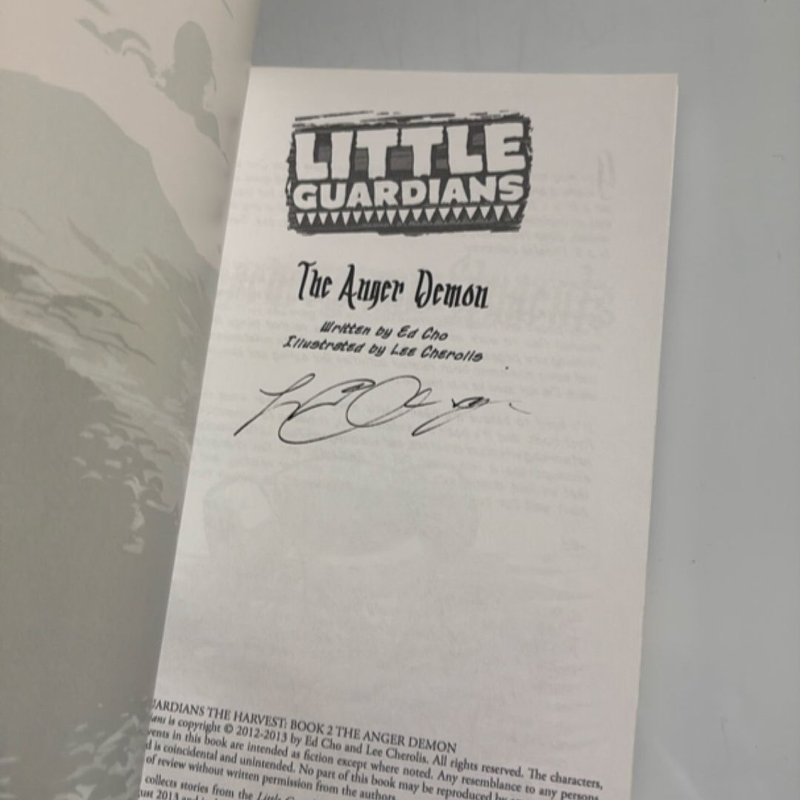 LITTLE
GUARDIANS
The Anger Demon
Written by Ed Cho
Illustrated by Lee Cherolis
GUARDIANS THE HARVEST: BOOK 2 THE ANGER DEMON
is copyright © 2012-2013 by Ed Cho and Lee Cherolis. All rights reserved. The characters,
events in this book are intended as fiction except where noted. Any resemblance to any persons
is coincidental and unintended. No part of this book may be reproduced
of review without written permission from the authors.
collects stories from the Little
2013